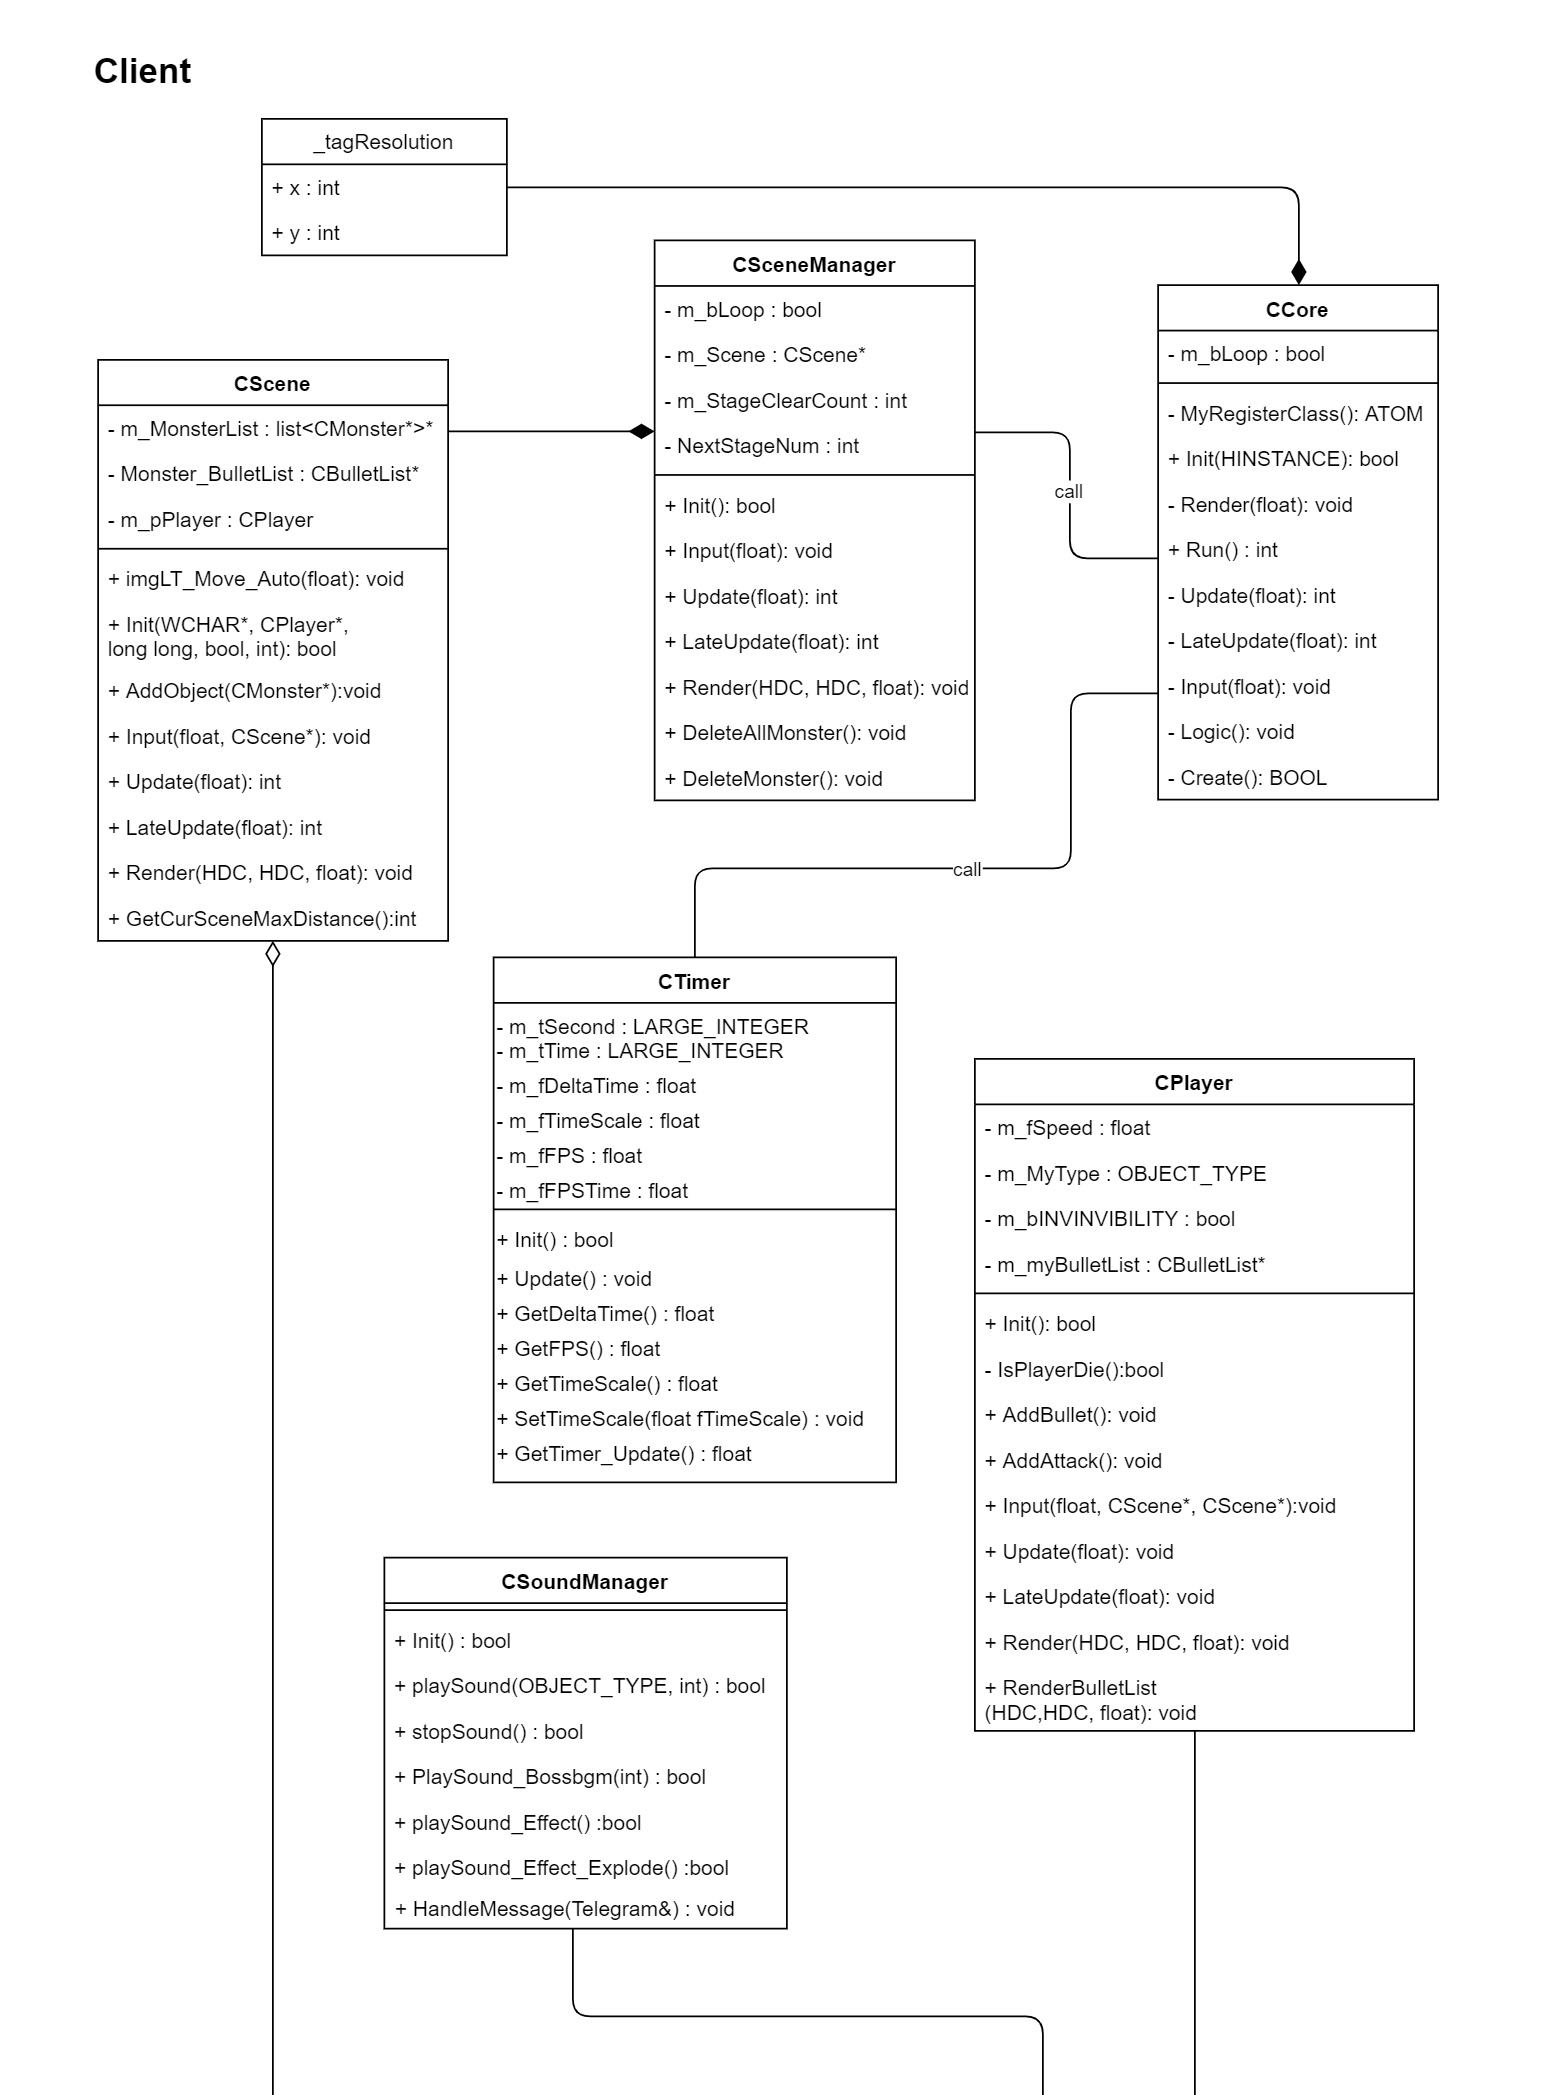 Client
_tagResolution
+ x : int
+ y : int
CSceneManager
- m_bLoop : bool
- m_Scene : CScene*
- m_StageClearCount : int
- NextStageNum : int
+ Init(): bool
+ Input(float): void
+ Update(float): int
+ LateUpdate(float): int
+ Render(HDC, HDC, float): void
+ DeleteAllMonster(): void
+ DeleteMonster(): void
CCore
- m_bLoop : bool
- MyRegisterClass(): ATOM
+ Init(HINSTANCE): bool
- Render(float): void
+ Run() : int
- Update(float): int
- LateUpdate(float): int
- Input(float): void
- Logic(): void
- Create(): BOOL
call
call
CScene
- m_MonsterList : list<CMonster*>*
- Monster_BulletList : CBulletList*
- m_pPlayer : CPlayer
+ imgLT_Move_Auto(float): void
+ Init(WCHAR*, CPlayer*,
long long, bool, int): bool
+ AddObject(CMonster*):void
+ Input(float, CScene*): void
+ Update(float): int
+ LateUpdate(float): int
+ Render(HDC, HDC, float): void
+ GetCurSceneMaxDistance():int
CTimer
- m_tSecond : LARGE_INTEGER
- m_tTime : LARGE_INTEGER
- m_fDeltaTime : float
- m_fTimeScale : float
- m_fFPS : float
- m_fFPSTime : float
+ Init() : bool
+ Update() : void
+ GetDeltaTime() : float
+ GetFPS() : float
+ GetTimeScale() : float
+ SetTimeScale(float fTimeScale) : void
+ GetTimer_Update() : float
CPlayer
- m_fSpeed : float
- m_MyType : OBJECT_TYPE
- m_bINVINVIBILITY : bool
- m_myBulletList : CBulletList*
+ Init(): bool
- IsPlayerDie():bool
+ AddBullet(): void
+ AddAttack(): void
+ Input(float, CScene*, CScene*):void
+ Update(float): void
+ LateUpdate(float): void
+ Render(HDC, HDC, float): void
+ RenderBulletList
(HDC,HDC, float): void
CSoundManager
+ Init() : bool
+ playSound(OBJECT_TYPE, int) : bool
+ stopSound() : bool
+ PlaySound_Bossbgm(int) : bool
+ playSound_Effect() :bool
+ playSound_Effect_Explode() :bool
+ HandleMessage(Telegram&) : void